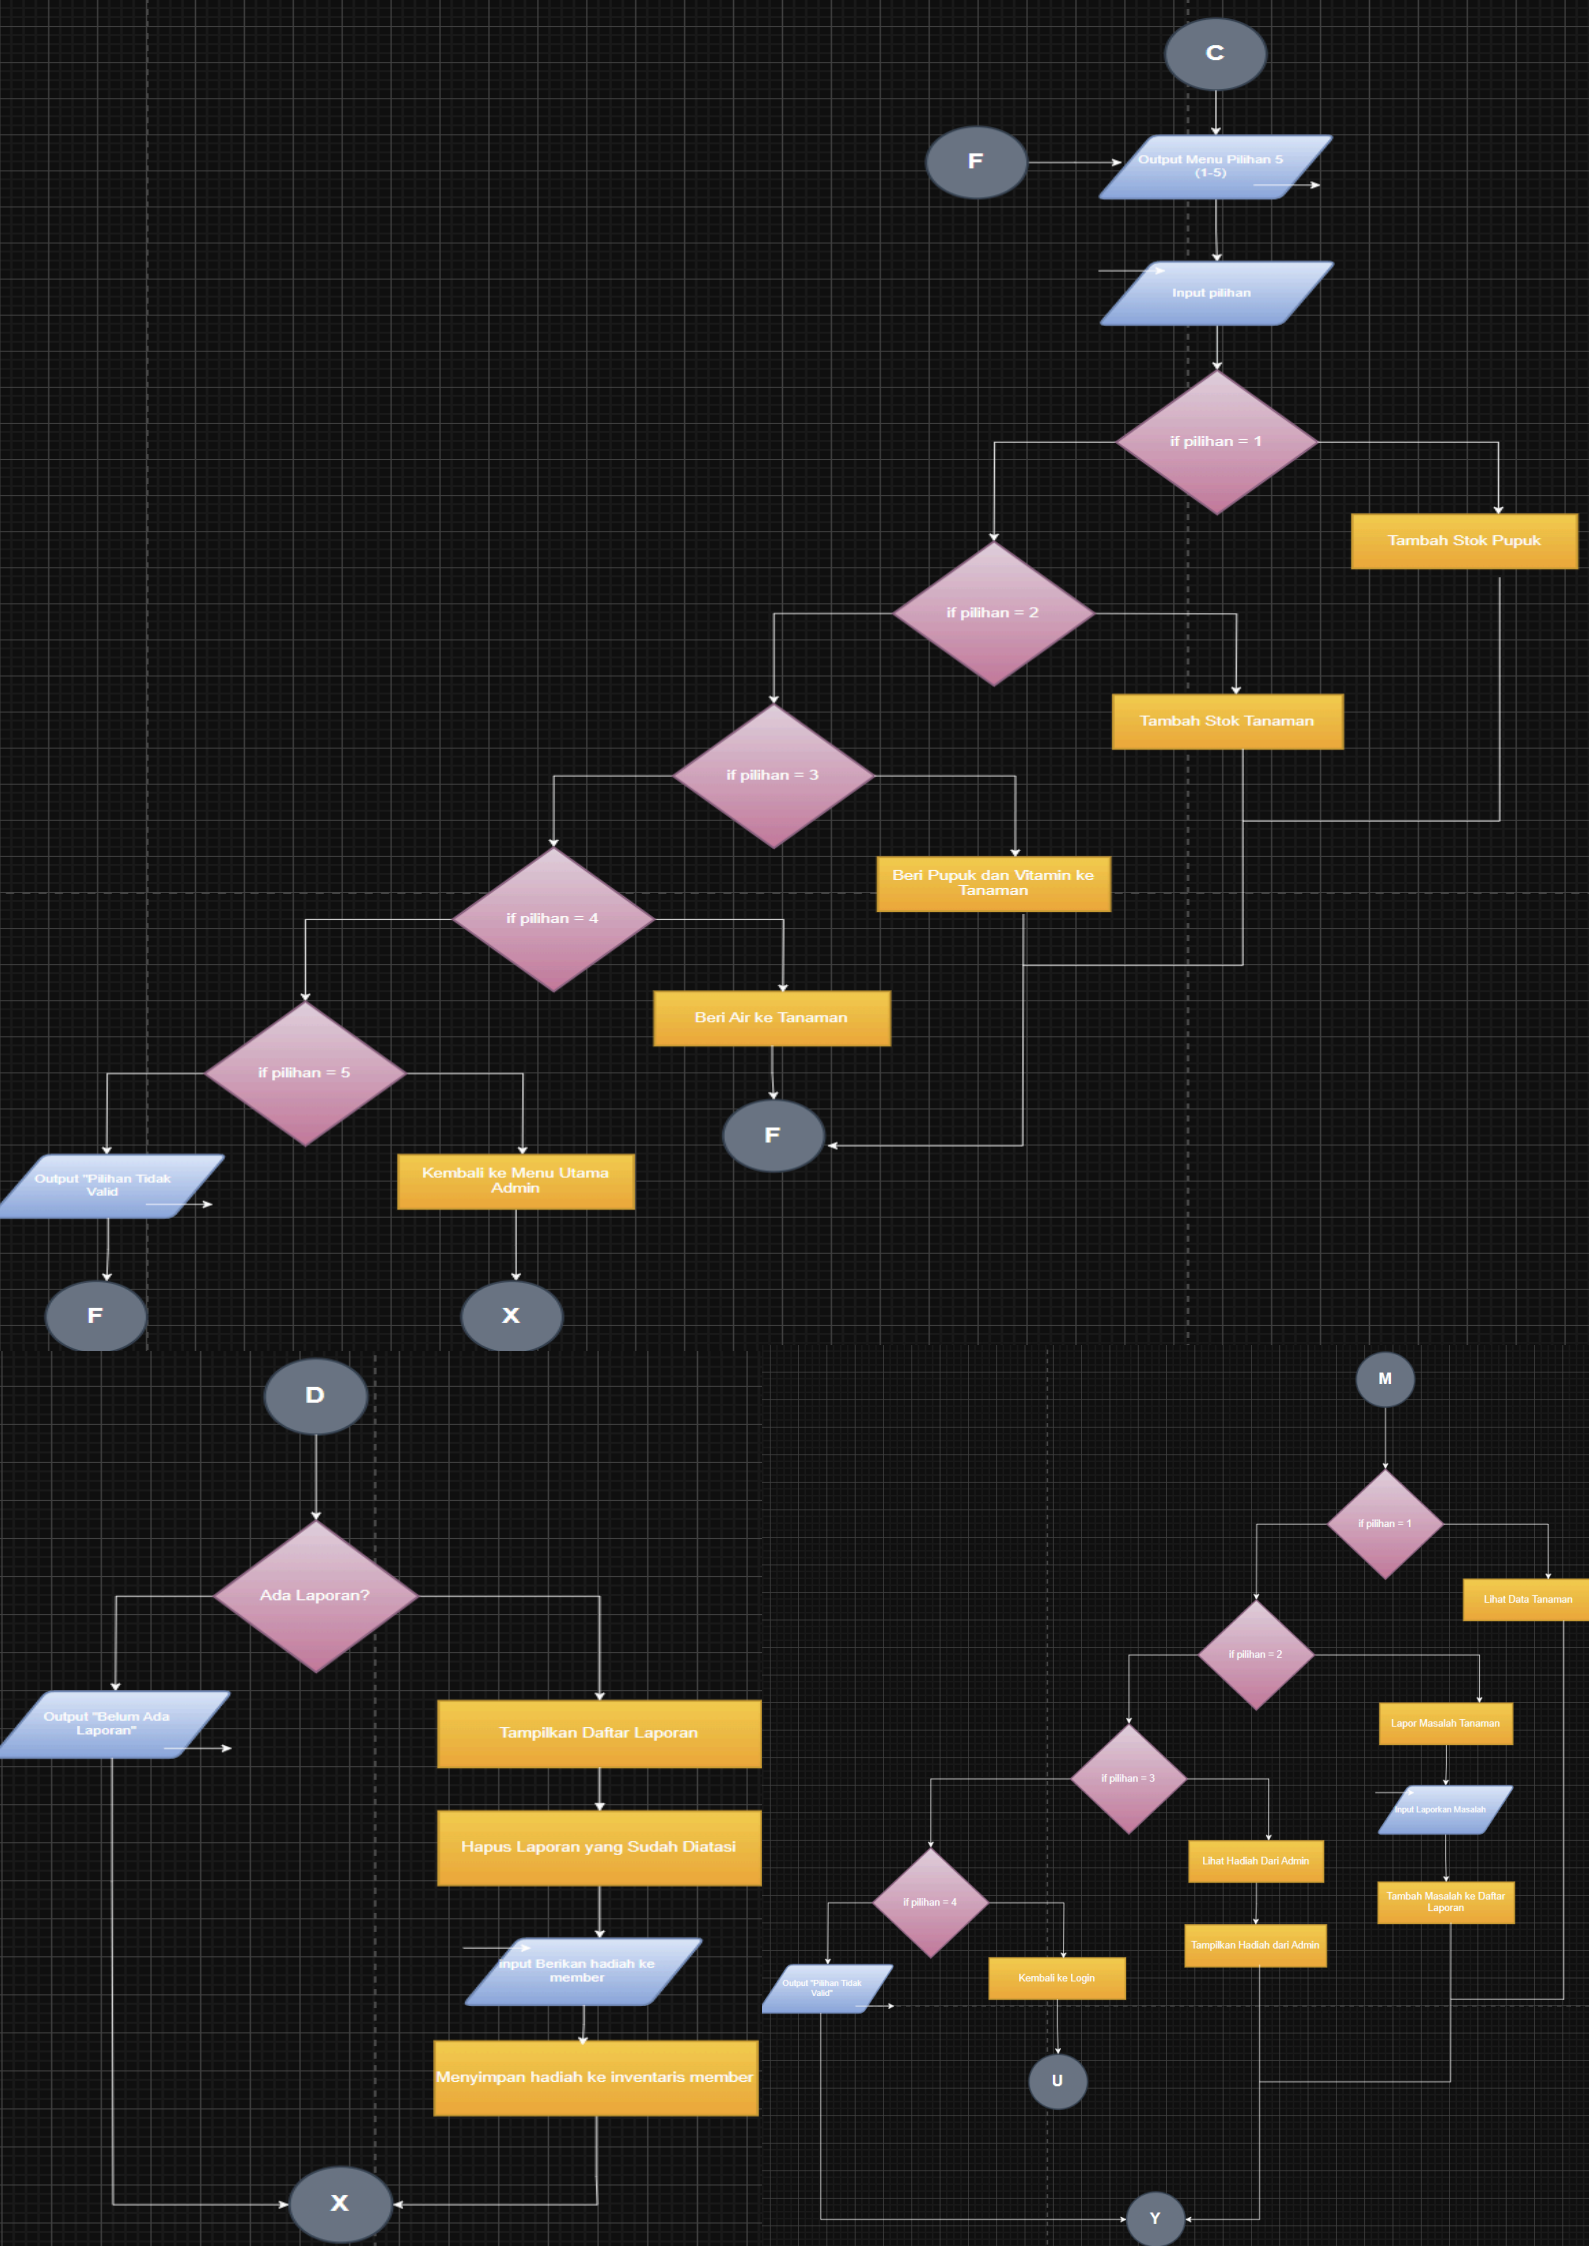 C
F
Output Menu Pilihan 5
(1-5)
Input pilihan
if pilihan = 1
Tambah Stok Pupuk
if pilihan = 2
Tambah Stok Tanaman
if pilihan = 3
Beri Pupuk dan Vitamin ke
Tanaman
if pilihan = 4
Beri Air ke Tanaman
if pilihan = 5
F
Output "Pilihan Tidak
Valid
Kembali ke Menu Utama
Admin
F
X
D
Ada Laporan?
Output "Belum Ada
Laporan"
Tampilkan Daftar Laporan
Hapus Laporan yang Sudah Diatasi
input Berikan hadiah ke
member
Menyimpan hadiah ke inventaris member
X
M
if pilihan = 1
Lihat Data Tanaman
if pilihan = 2
Lapor Masalah Tanaman
if pilihan = 3
Input Laporkan Masalah
Lihat Hadiah Dari Admin
if pilihan = 4
Tambah Masalah ke Daftar
Laporan
Tampilkan Hadiah dari Admin
Output "Pilihan Tidak
Valid"
Kembali ke Login
U
Y